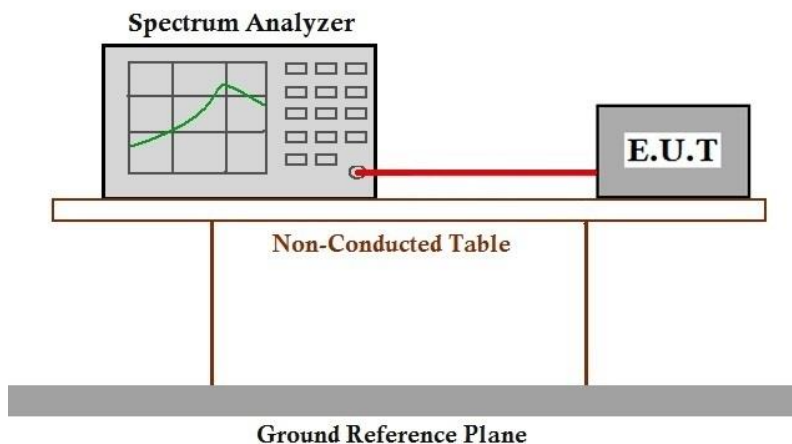 Spectrum Analyzer
E.U.T
Non-Conducted Table
Ground Reference Plane